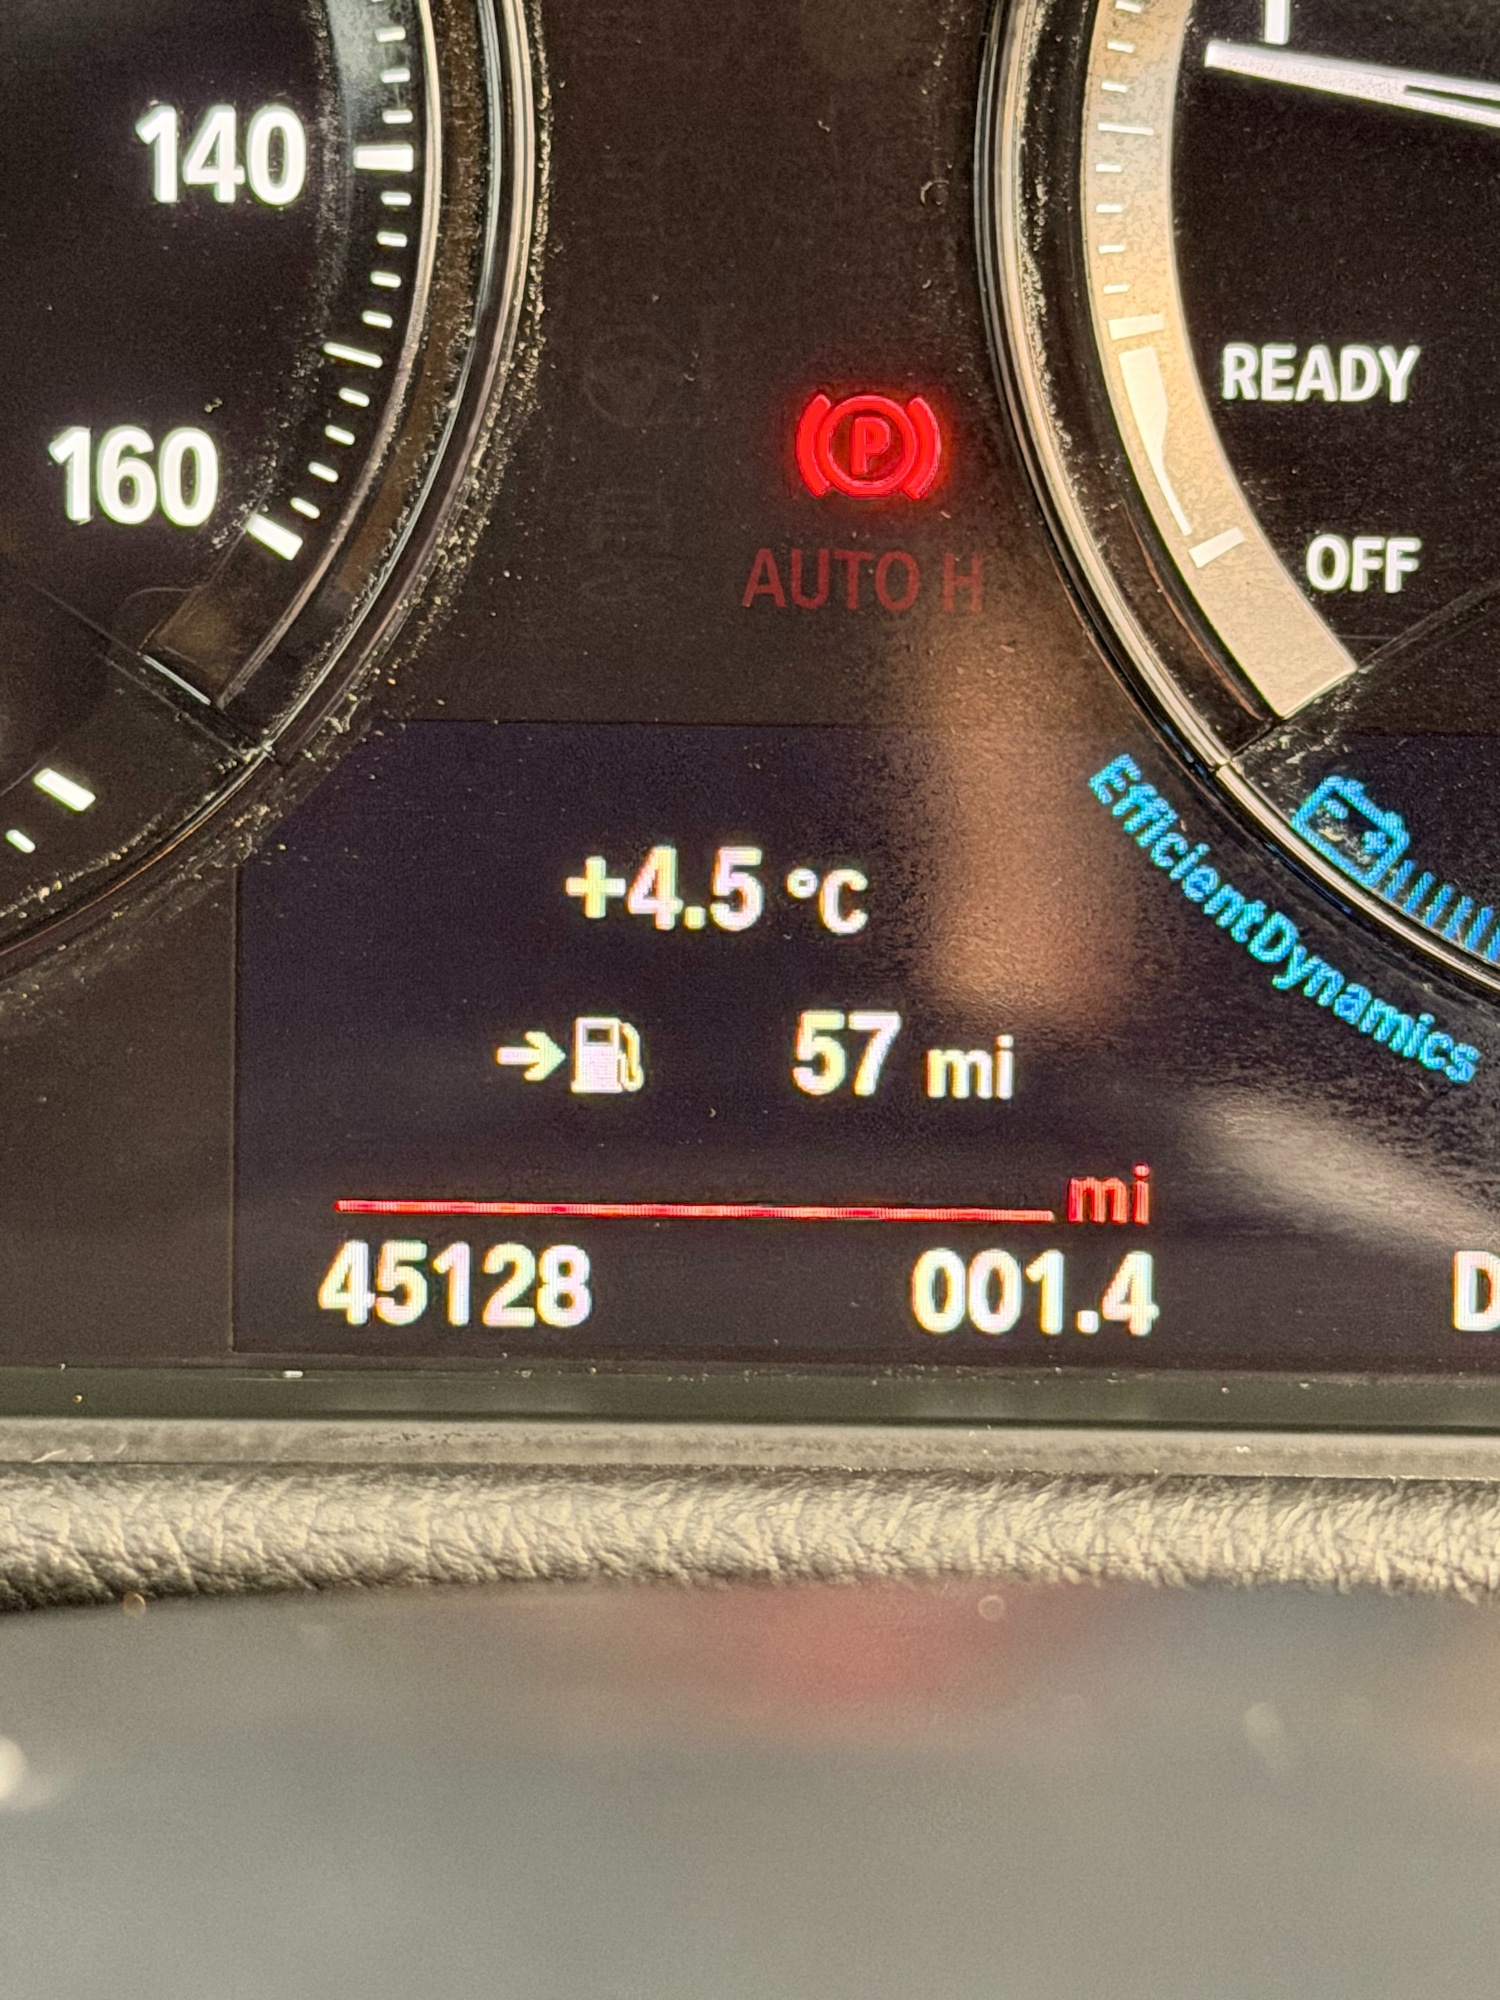 140
160
READY
OFF
P
AUTO H
+4.5 °C
57 mi
mi
45128 001.4 D
EfficientDynamics